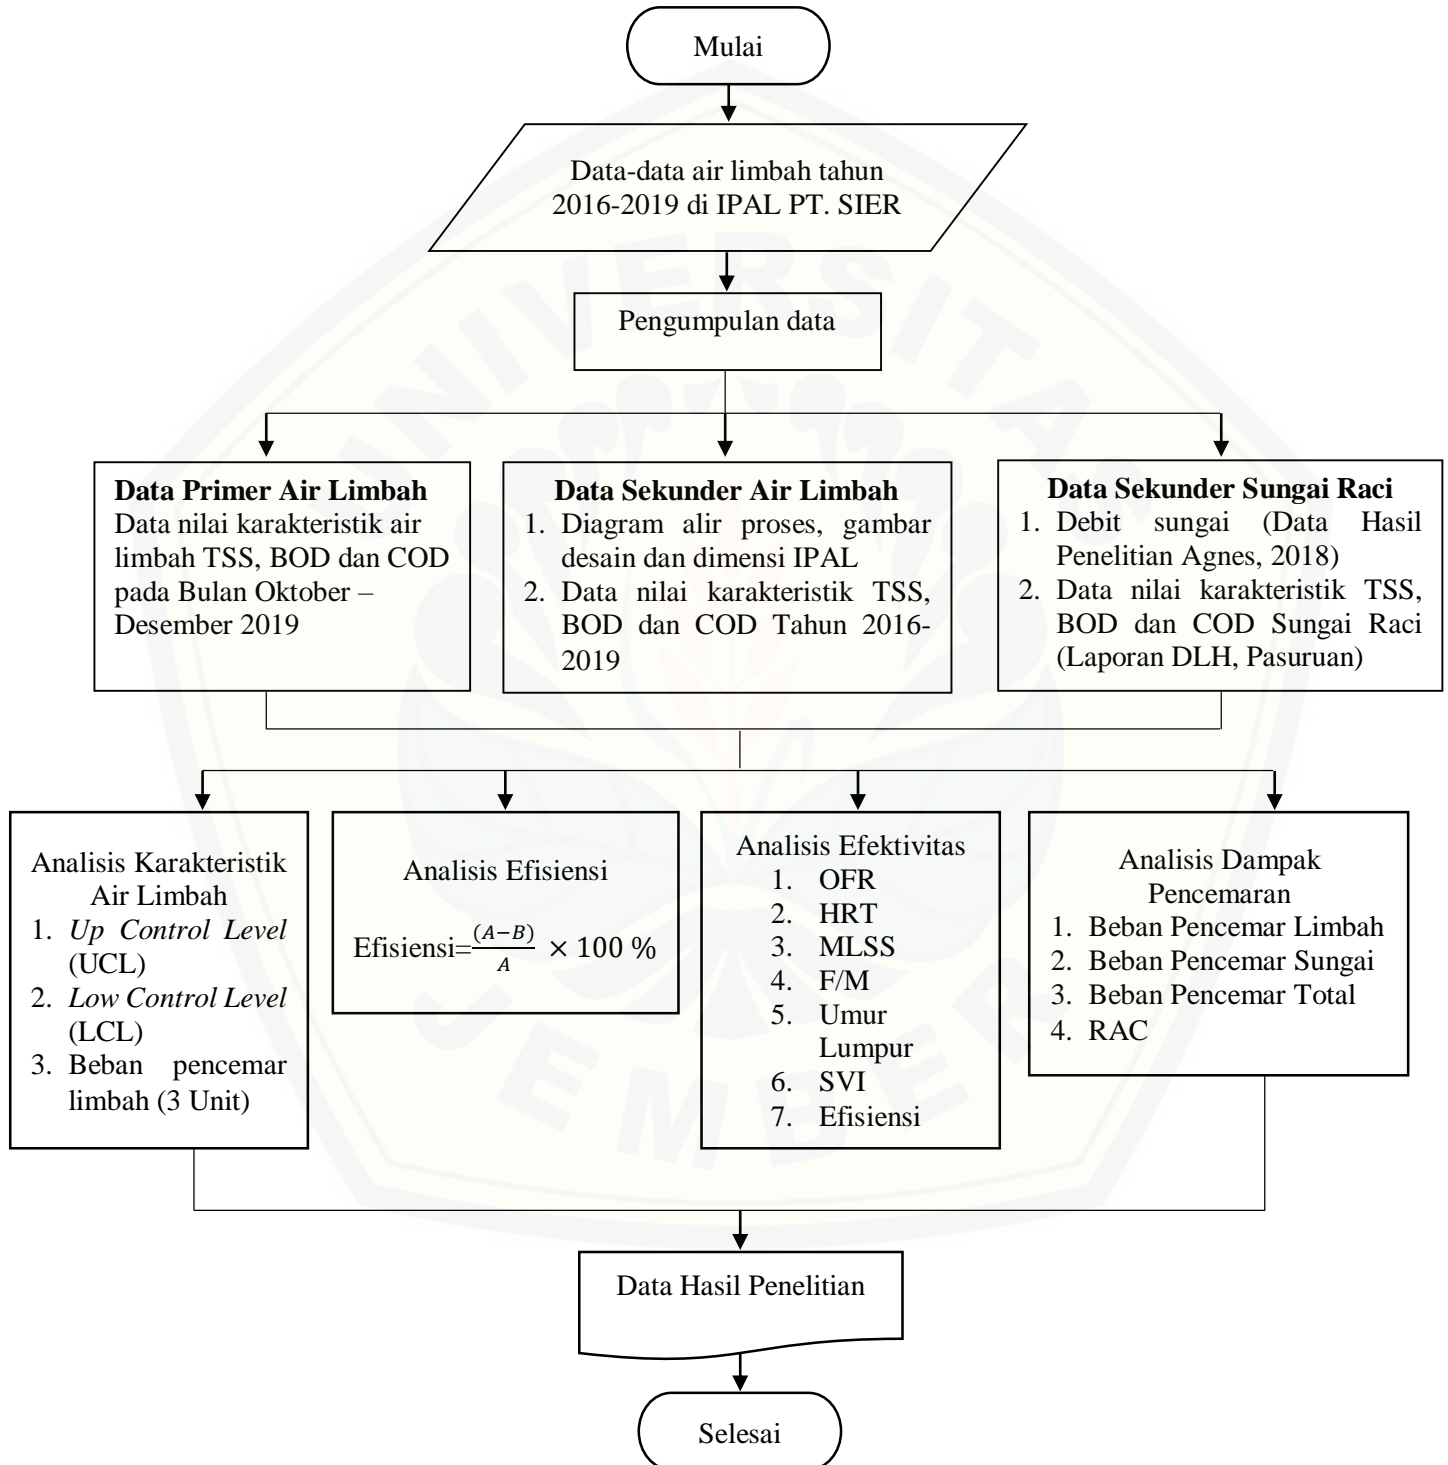 Mulai
Data-data air limbah tahun
2016-2019 di IPAL PT. SIER
Pengumpulan data
Data Primer Air Limbah
Data nilai karakteristik air
limbah TSS, BOD dan COD
pada Bulan Oktober –
Desember 2019
Data Sekunder Air Limbah
1. Diagram alir proses, gambar
desain dan dimensi IPAL
2. Data nilai karakteristik TSS,
BOD dan COD Tahun 2016-
2019
Data Sekunder Sungai Raci
1. Debit sungai (Data Hasil
Penelitian Agnes, 2018)
2. Data nilai karakteristik TSS,
BOD dan COD Sungai Raci
(Laporan DLH, Pasuruan)
Analisis Karakteristik
Air Limbah
1. Up Control Level
(UCL)
2. Low Control Level
(LCL)
3. Beban pencemar
limbah (3 Unit)
Analisis Efisiensi
Efisiensi=(A−B)/A × 100 %
Analisis Efektivitas
1. OFR
2. HRT
3. MLSS
4. F/M
5. Umur
Lumpur
6. SVI
7. Efisiensi
Analisis Dampak
Pencemaran
1. Beban Pencemar Limbah
2. Beban Pencemar Sungai
3. Beban Pencemar Total
4. RAC
Data Hasil Penelitian
Selesai
UNIVERSITAS
JEMBER